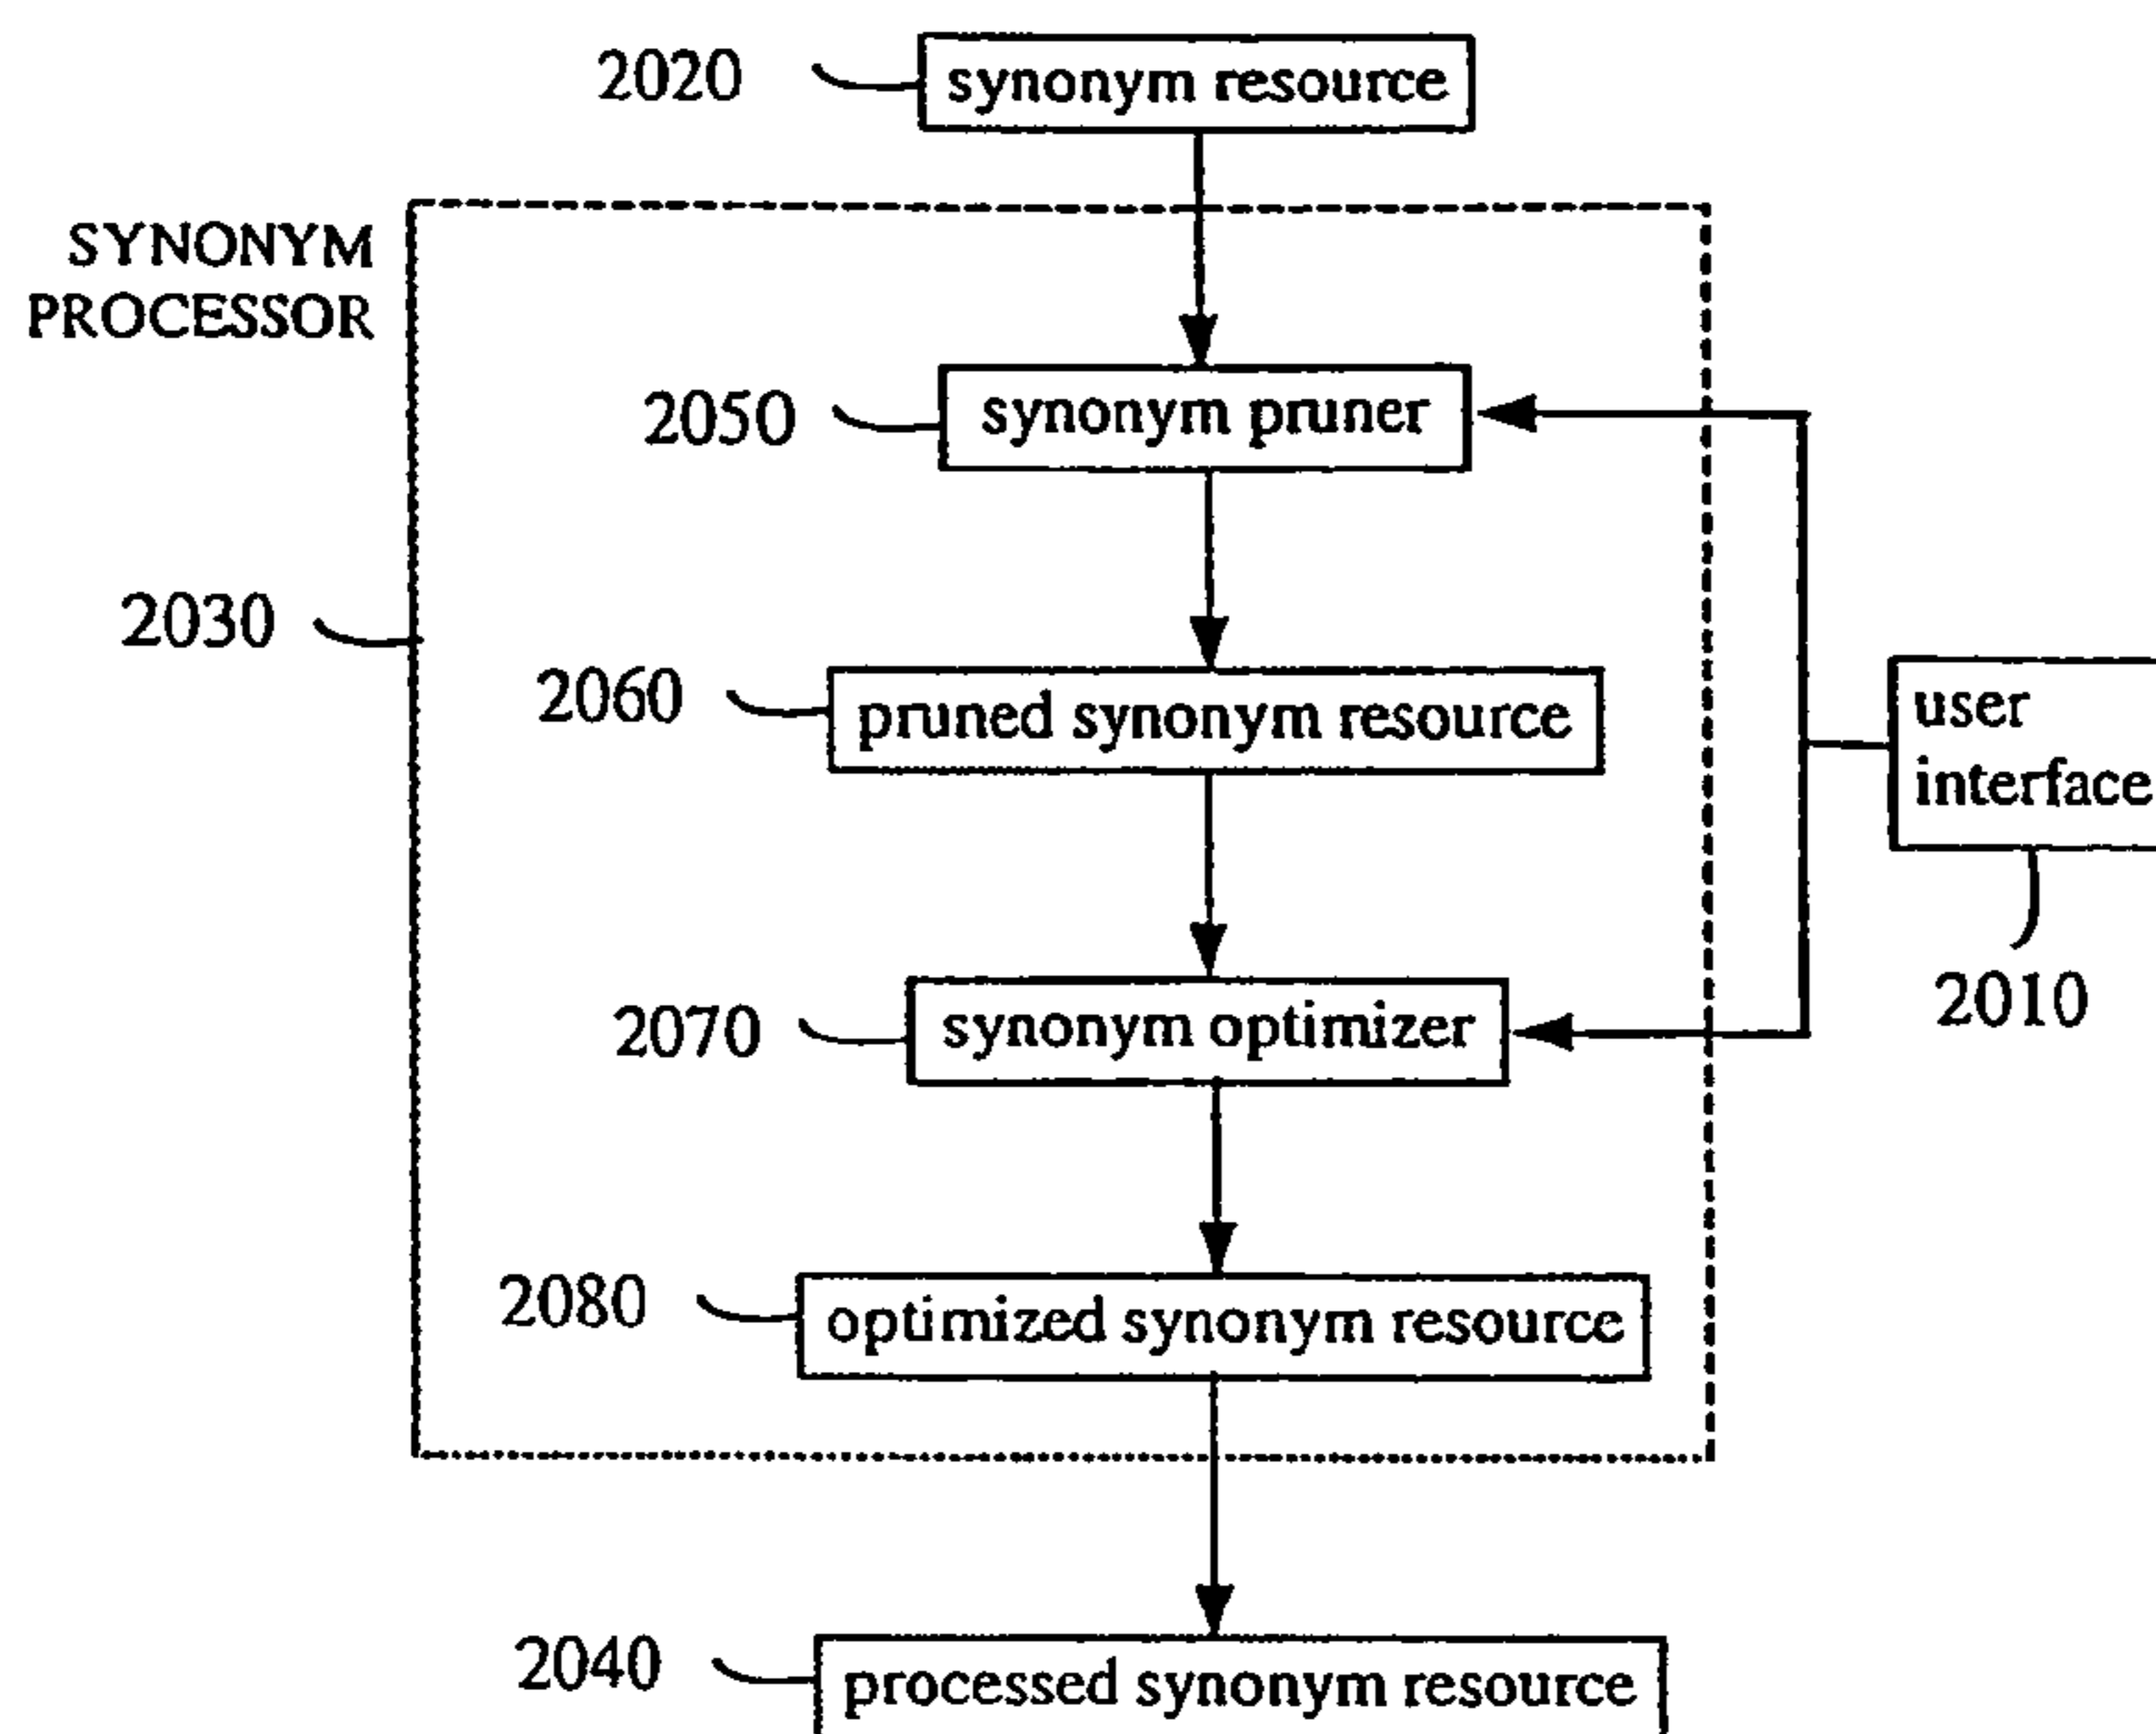 2020 synonym resource
SYNONYM
PROCESSOR
2050 synonym pruner
2030
2060 pruned synonym resource
user
interface
2010
2070 synonym optimizer
2080 optimized synonym resource
2040 processed synonym resource